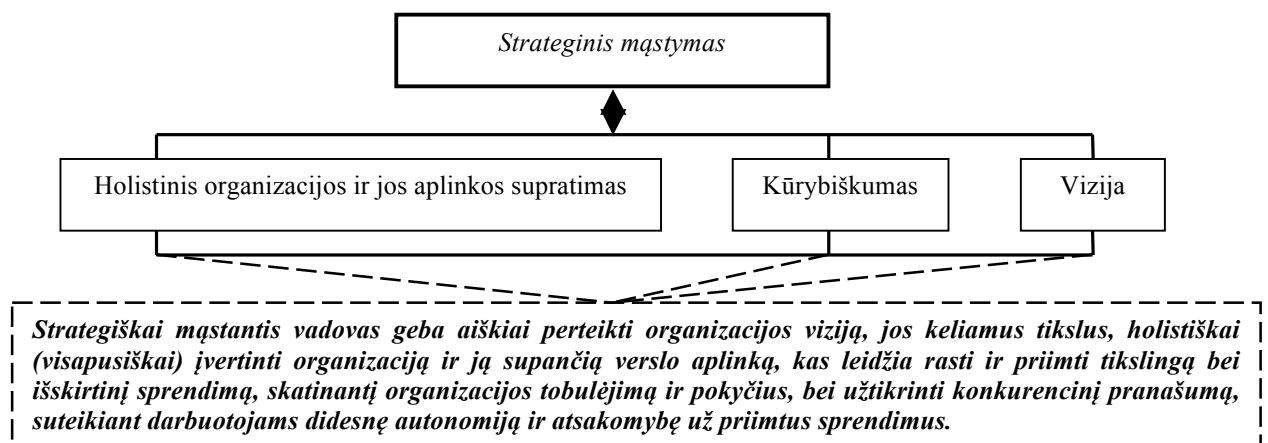 Strateginis mąstymas
Holistinis organizacijos ir jos aplinkos supratimas
Kūrybiškumas
Vizija
Strategiškai mąstantis vadovas geba aiškiai perteikti organizacijos viziją, jos keliamus tikslus, holistiškai
(visapusiškai) įvertinti organizaciją ir ją supančią verslo aplinką, kas leidžia rasti ir priimti tikslingą bei
išskirtinį sprendimą, skatinantį organizacijos tobulėjimą ir pokyčius, bei užtikrinti konkurencinį pranašumą,
suteikiant darbuotojams didesnę autonomiją ir atsakomybę už priimtus sprendimus.